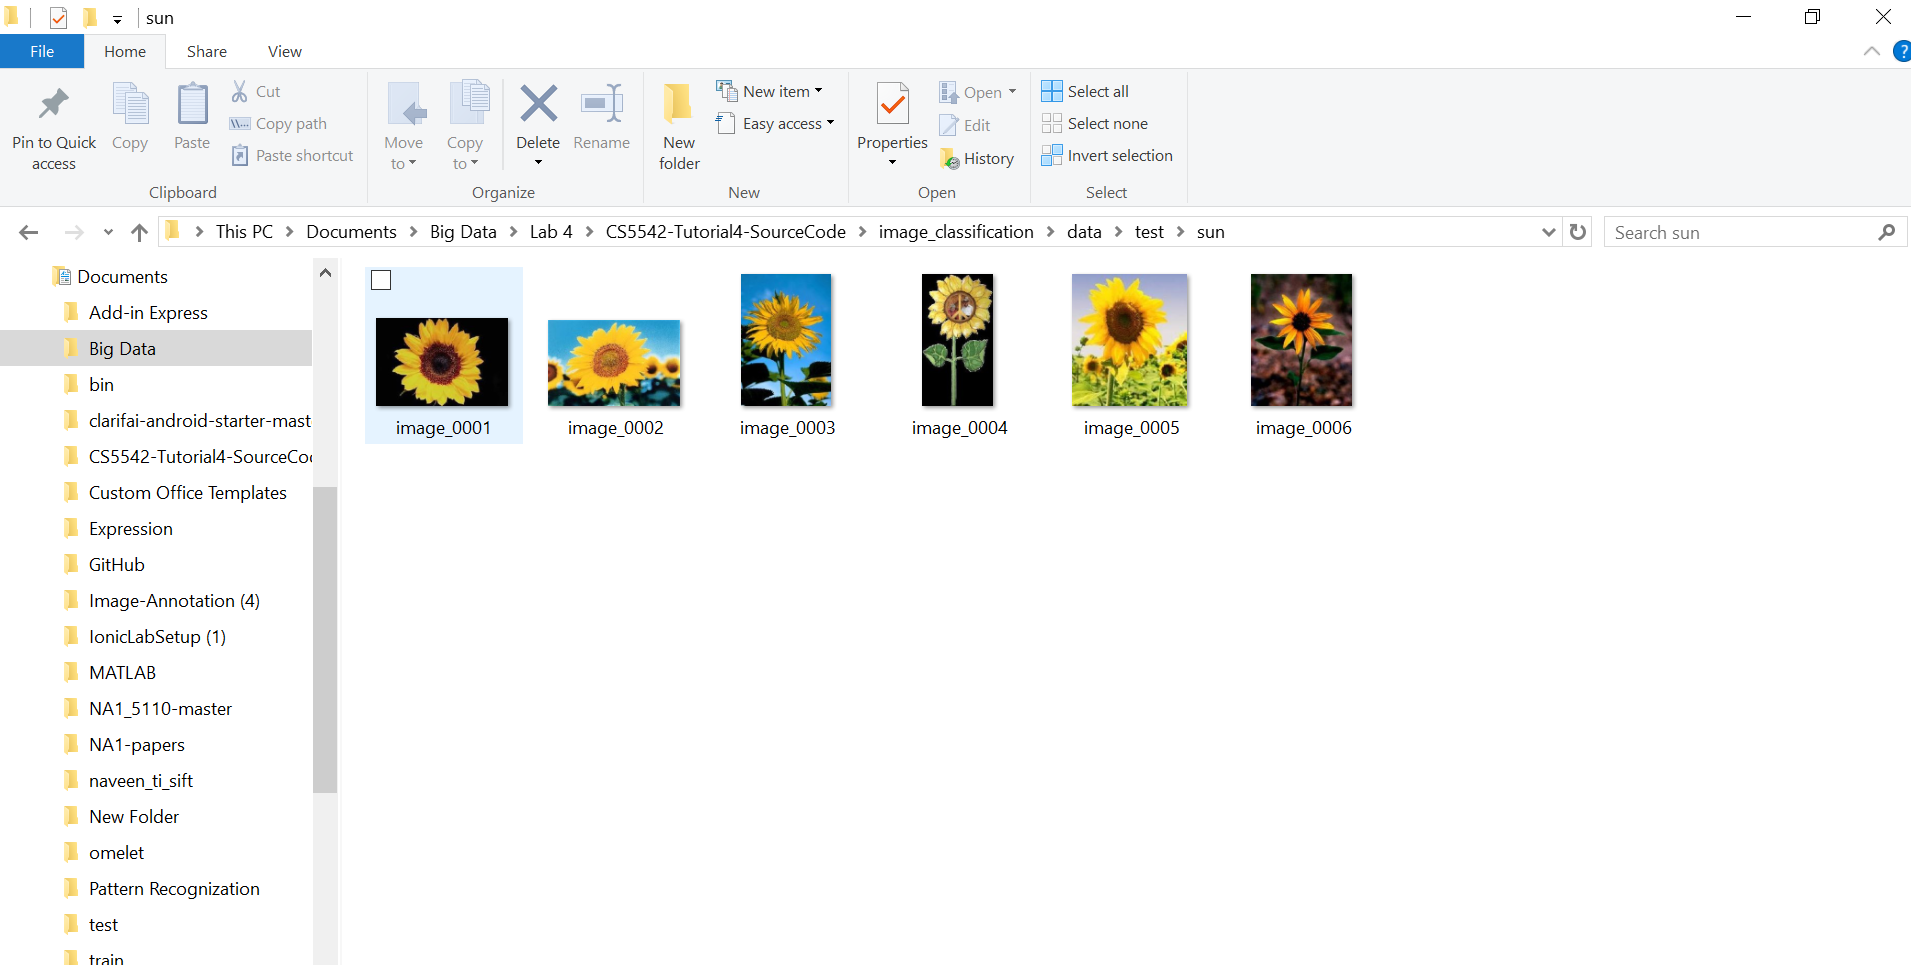 sun
File Home Share View
?
Pin to Quick access
Copy
Paste
Cut
Copy path
Paste shortcut
Clipboard
Move to
Copy to
Delete
Rename
Organize
New folder
New item
Easy access
New
Properties
Open
Edit
History
Open
Select all
Select none
Invert selection
Select
This PC > Documents > Big Data > Lab 4 > CS5542-Tutorial4-SourceCode > image_classification > data > test > sun
Search sun
Documents
Add-in Express
Big Data
bin
clarifai-android-starter-mast
CS5542-Tutorial4-SourceCo
Custom Office Templates
Expression
GitHub
Image-Annotation (4)
IonicLabSetup (1)
MATLAB
NA1_5110-master
NA1-papers
naveen_ti_sift
New Folder
omelet
Pattern Recognization
test
train
image_0001
image_0002
image_0003
image_0004
image_0005
image_0006